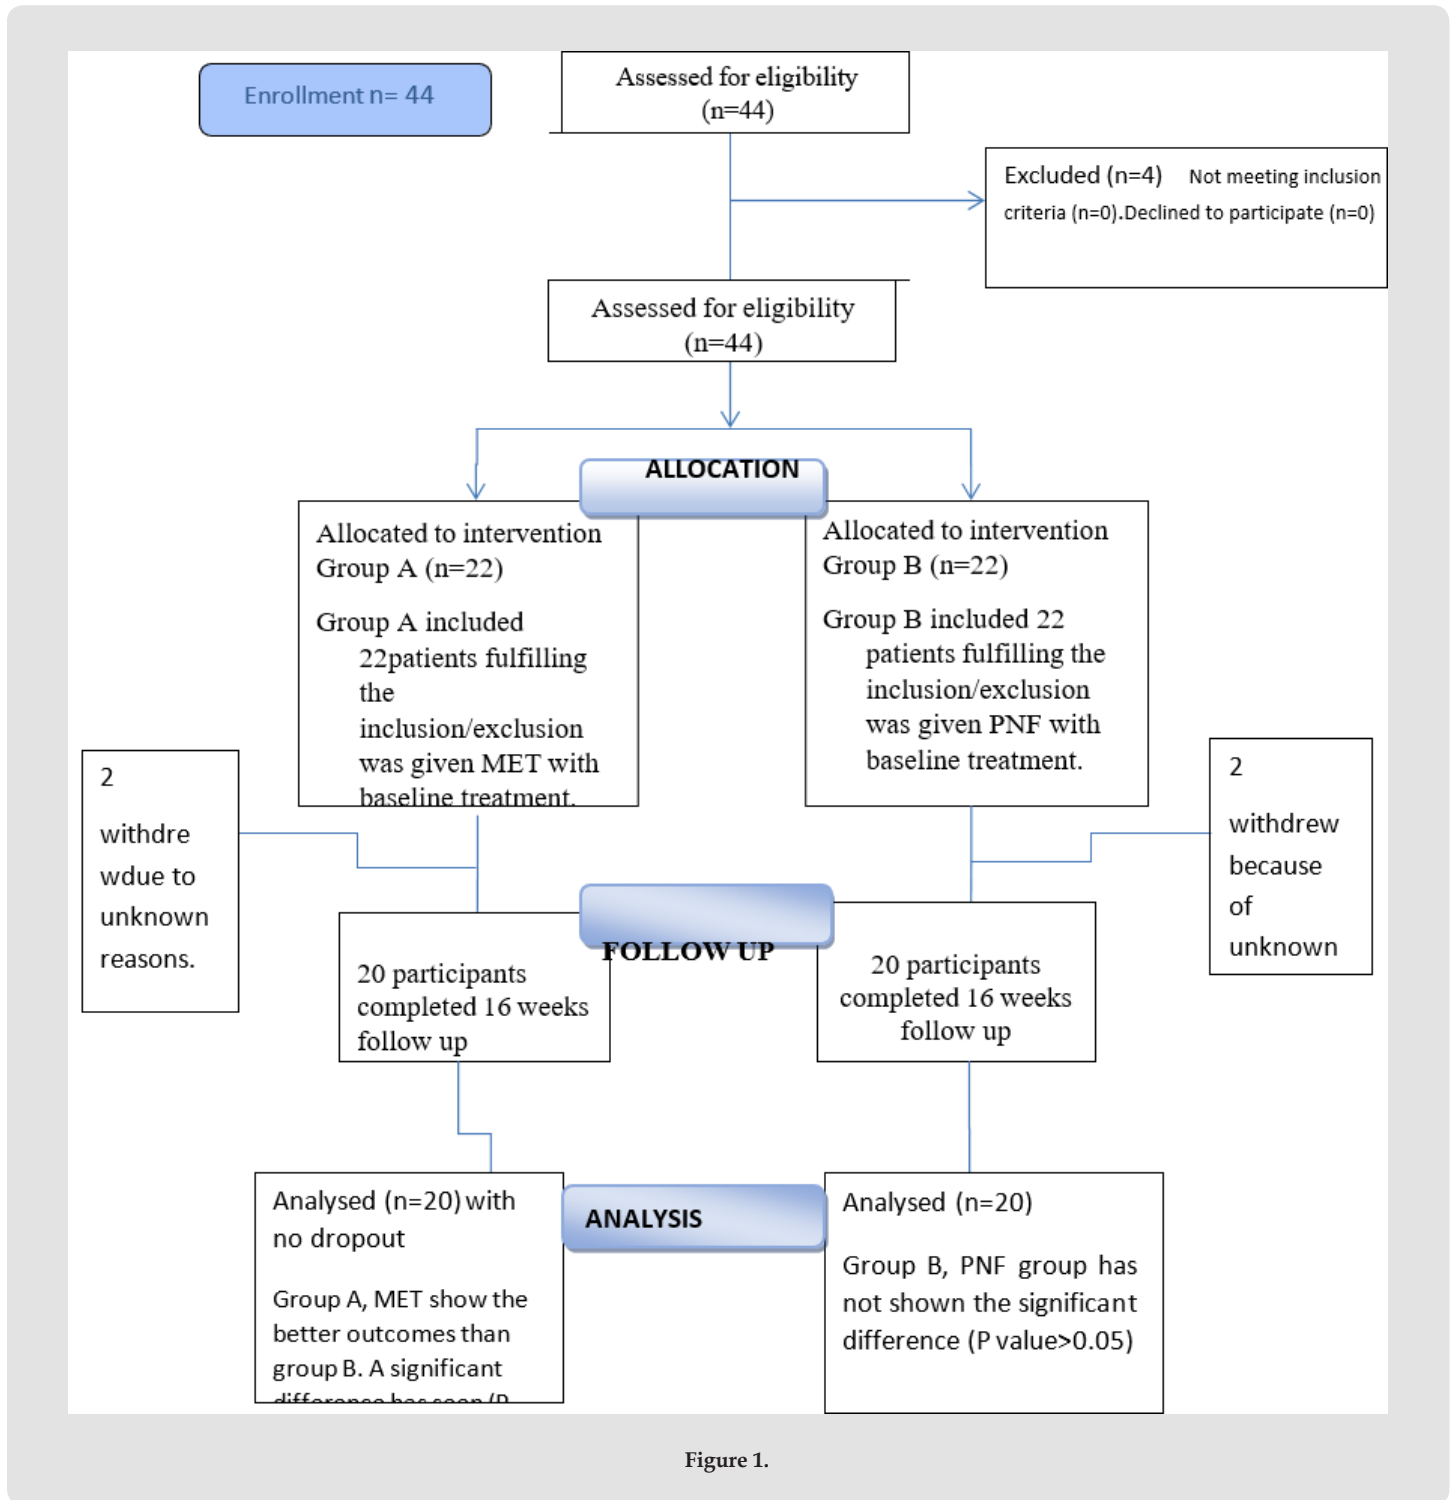 Enrollment n= 44
Assessed for eligibility
(n=44)
Excluded (n=4) Not meeting inclusion
criteria (n=0).Declined to participate (n=0)
Assessed for eligibility
(n=44)
ALLOCATION
Allocated to intervention
Group A (n=22)
Group A included
22patients fulfilling
the
inclusion/exclusion
was given MET with
baseline treatment.
Allocated to intervention
Group B (n=22)
Group B included 22
patients fulfilling the
inclusion/exclusion
was given PNF with
baseline treatment.
2
withdre
wdue to
unknown
reasons.
2
withdrew
because
of
unknown
FOLLOW UP
20 participants
completed 16 weeks
follow up
20 participants
completed 16 weeks
follow up
ANALYSIS
Analysed (n=20) with
no dropout
Group A, MET show the
better outcomes than
group B. A significant
difference has seen (P
Analysed (n=20)
Group B, PNF group has
not shown the significant
difference (P value>0.05)
Figure 1.